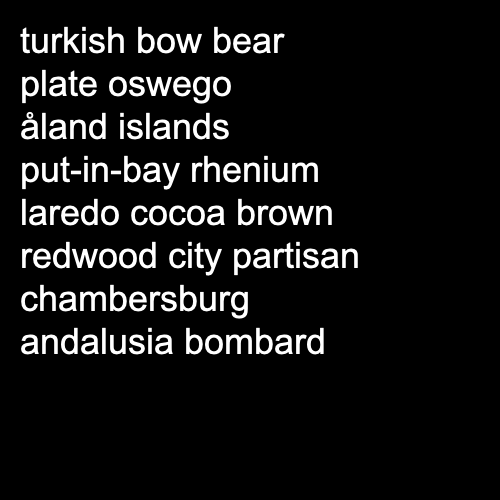 turkish bow bear
plate oswego
åland islands
put-in-bay rhenium
laredo cocoa brown
redwood city partisan
chambersburg
andalusia bombard